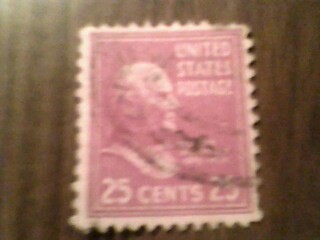 UNITED
STATES
POSTAGE
25 CENTS 25